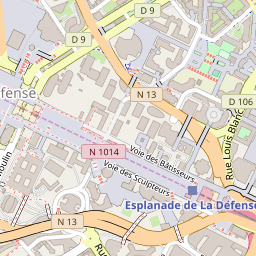 D 9
D 9
N 13
éfense
D 106
N 1014
Voie des Bâtisseurs
Voie des Sculpteurs
Rue Louis Blanc
Esplanade de La Défense
N 13